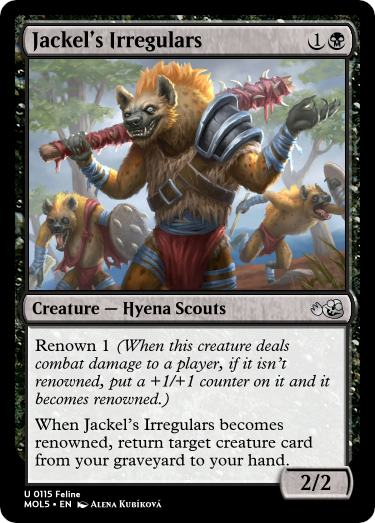 Jackel's Irregulars 1
Creature — Hyena Scouts
Renown 1 (When this creature deals
combat damage to a player, if it isn't
renowned, put a +1/+1 counter on it and it
becomes renowned.)
When Jackel's Irregulars becomes
renowned, return target creature card
from your graveyard to your hand.
2/2
U 0115 Feline
MOL5 • EN Alena Kubíková